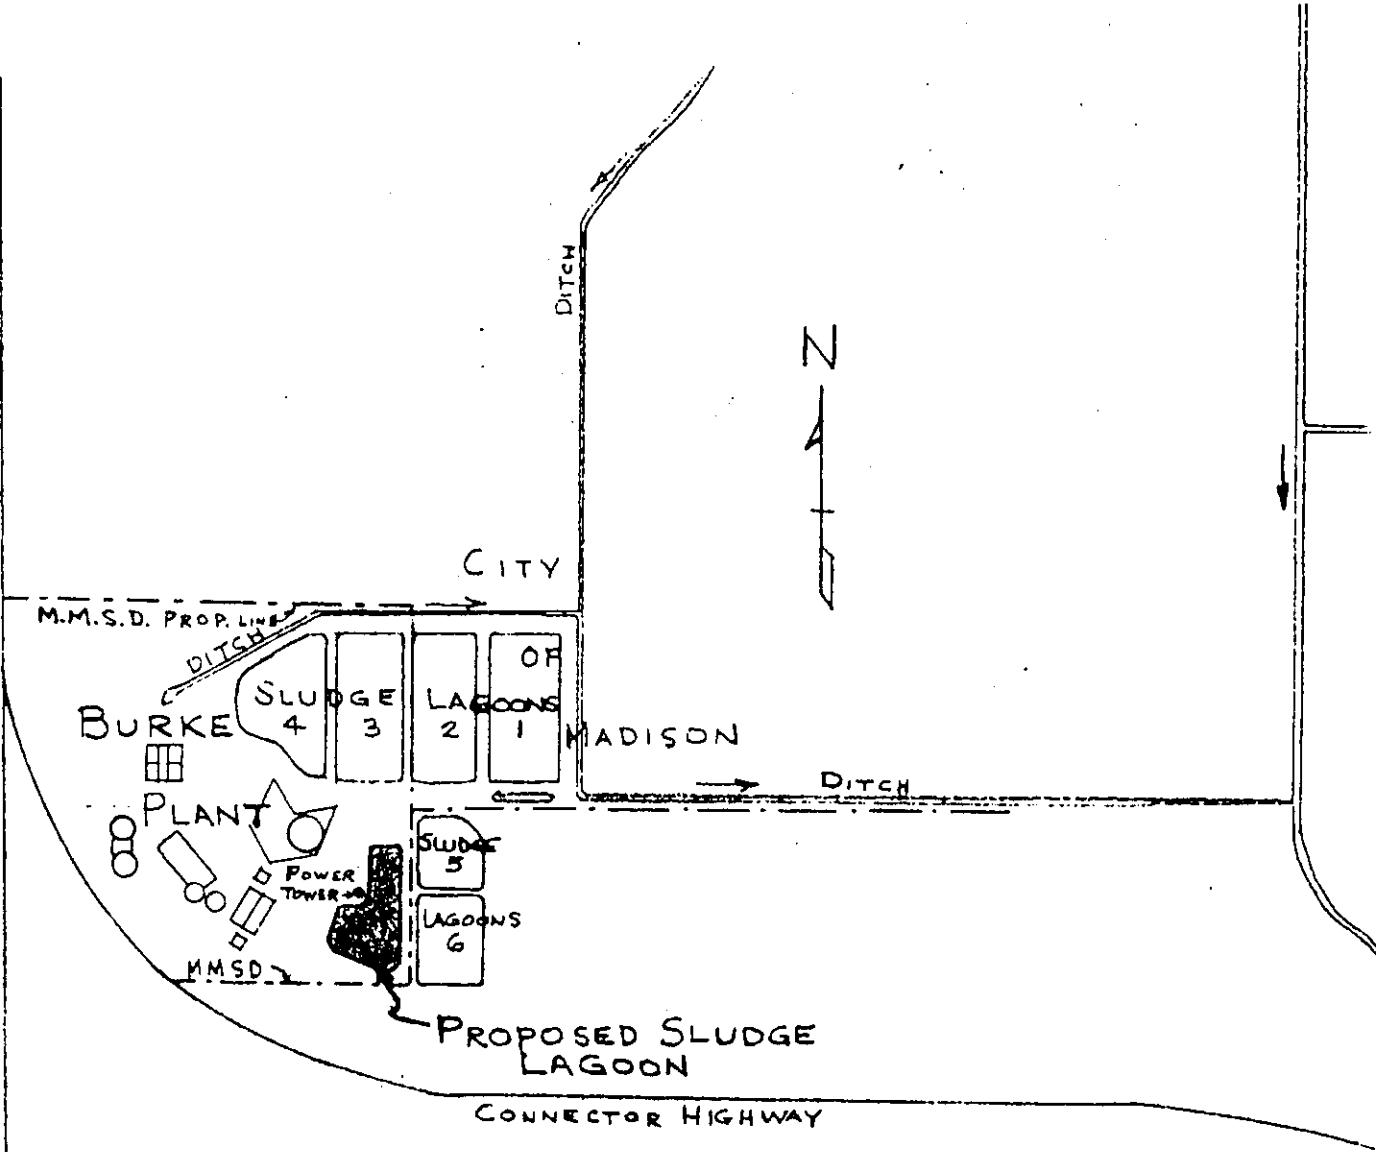 DITCH
N
CITY
M.M.S.D. PROP. LINE
DITCH
OF
SLUDGE LAGOONS
4 3 2 1
BURKE
MADISON
PLANT
DITCH
SLUDGE
5
POWER
TOWER
LAGOONS
6
MMSD
PROPOSED SLUDGE
LAGOON
CONNECTOR HIGHWAY